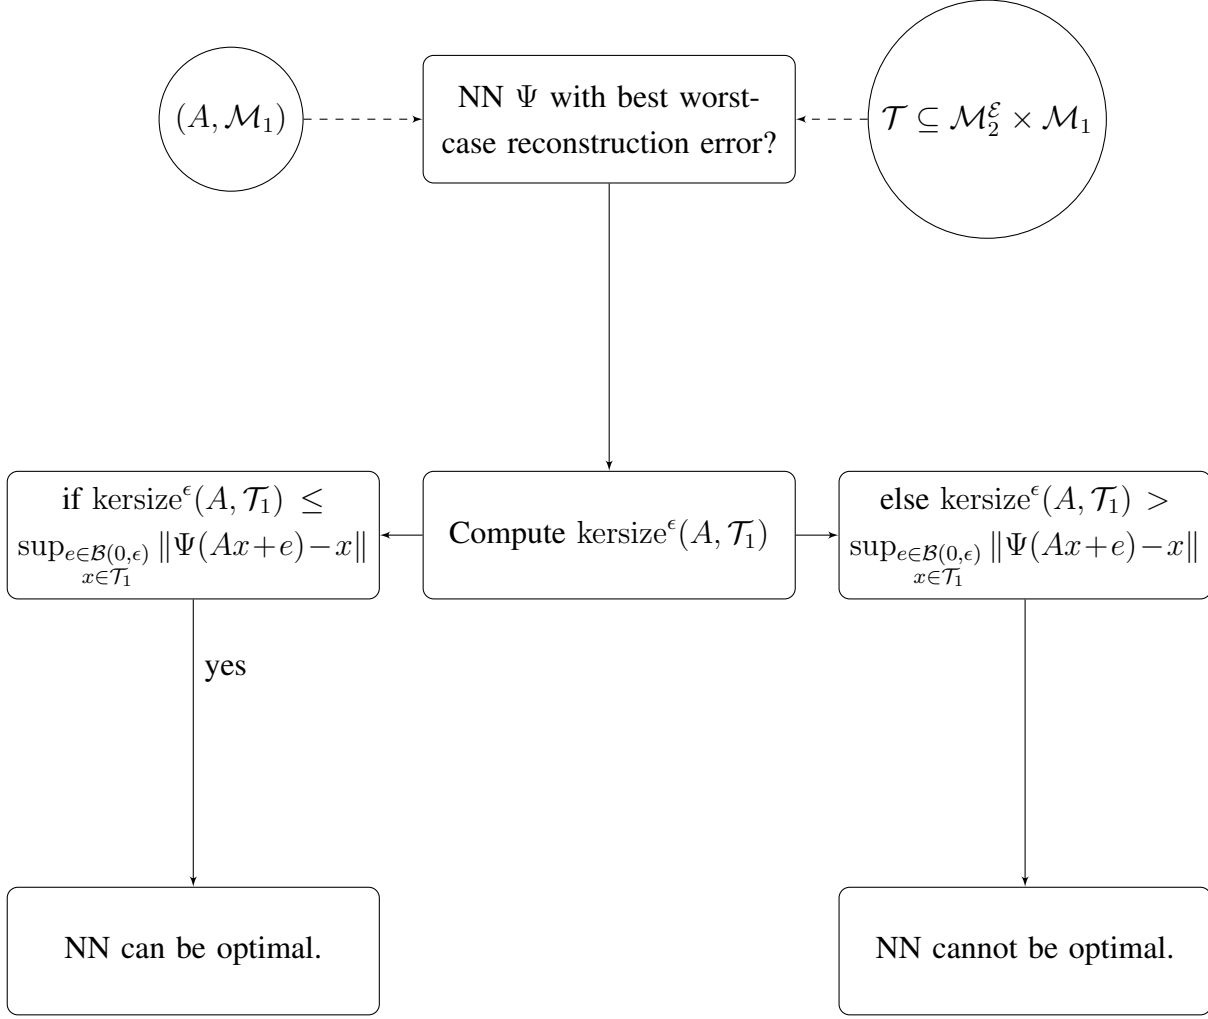 (A, ℳ₁)
NN Ψ with best worst-
case reconstruction error?
𝒯 ⊆ ℳ₂^ℰ × ℳ₁
if kersize^ϵ(A, 𝒯₁) ≤
sup_{e∈ℬ(0,ϵ)} ‖Ψ(Ax+e)−x‖
x∈𝒯₁
Compute kersize^ϵ(A, 𝒯₁)
else kersize^ϵ(A, 𝒯₁) >
sup_{e∈ℬ(0,ϵ)} ‖Ψ(Ax+e)−x‖
x∈𝒯₁
yes
NN can be optimal.
NN cannot be optimal.